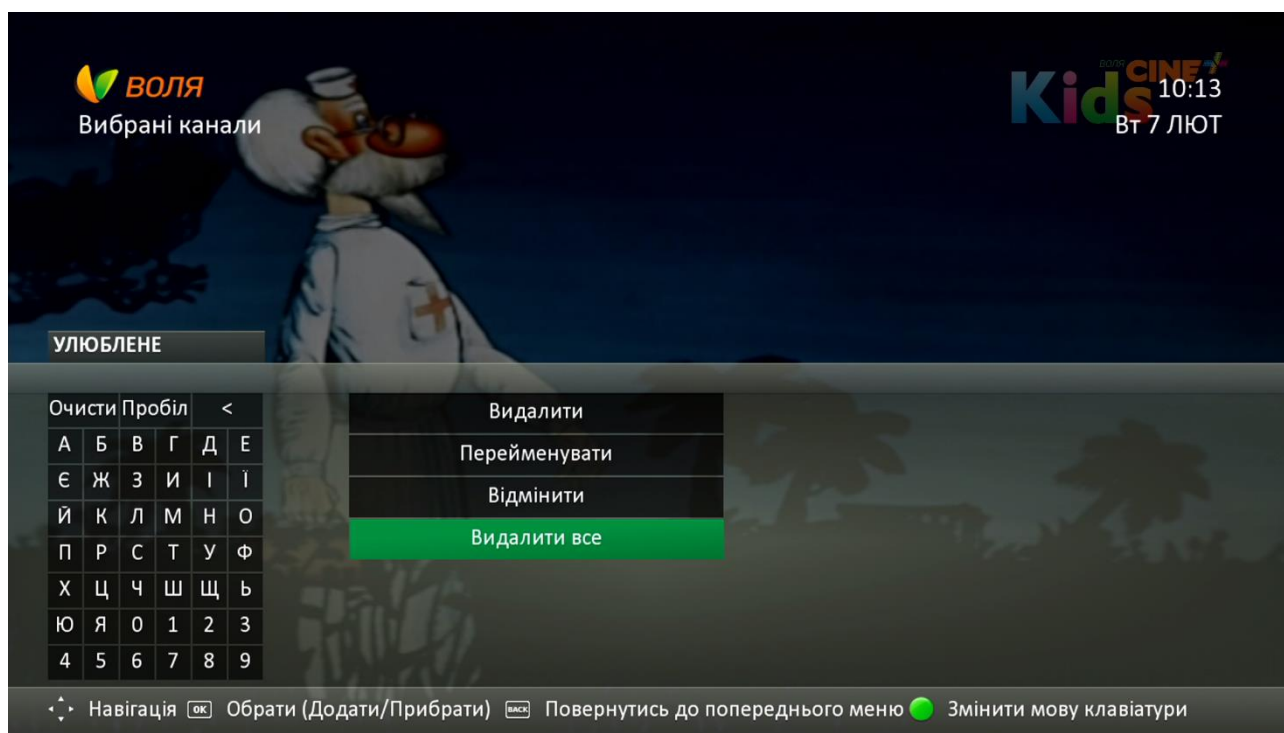 воля
Вибрані канали
ВОЛЯ CINE+
Kids
10:13
Вт 7 ЛЮТ
УЛЮБЛЕНЕ
Очисти Пробіл <
А Б В Г Д Е
Є Ж З И І Ї
Й К Л М Н О
П Р С Т У Ф
Х Ц Ч Ш Щ Ь
Ю Я 0 1 2 3
4 5 6 7 8 9
Видалити
Перейменувати
Відмінити
Видалити все
Навігація OK Обрати (Додати/Прибрати) BACK Повернутись до попереднього меню Змінити мову клавіатури